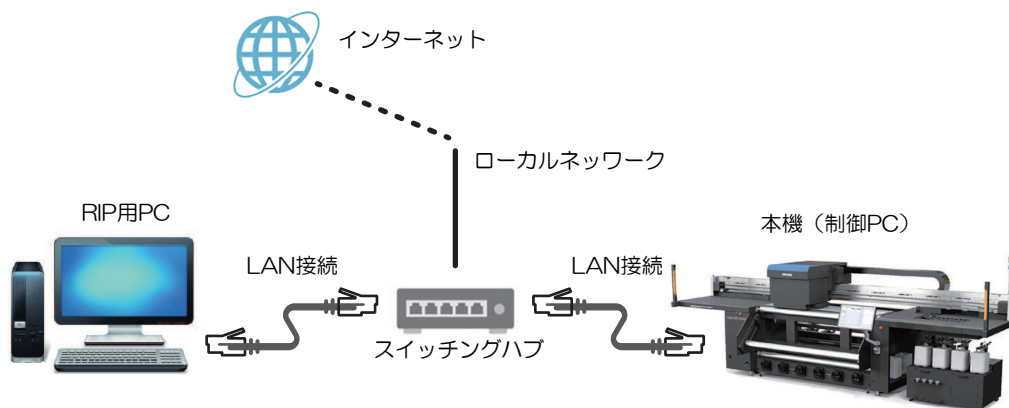 インターネット
ローカルネッワーク
RIP用PC
本機（制御PC）
LAN接続
LAN接続
スイッチングハブ